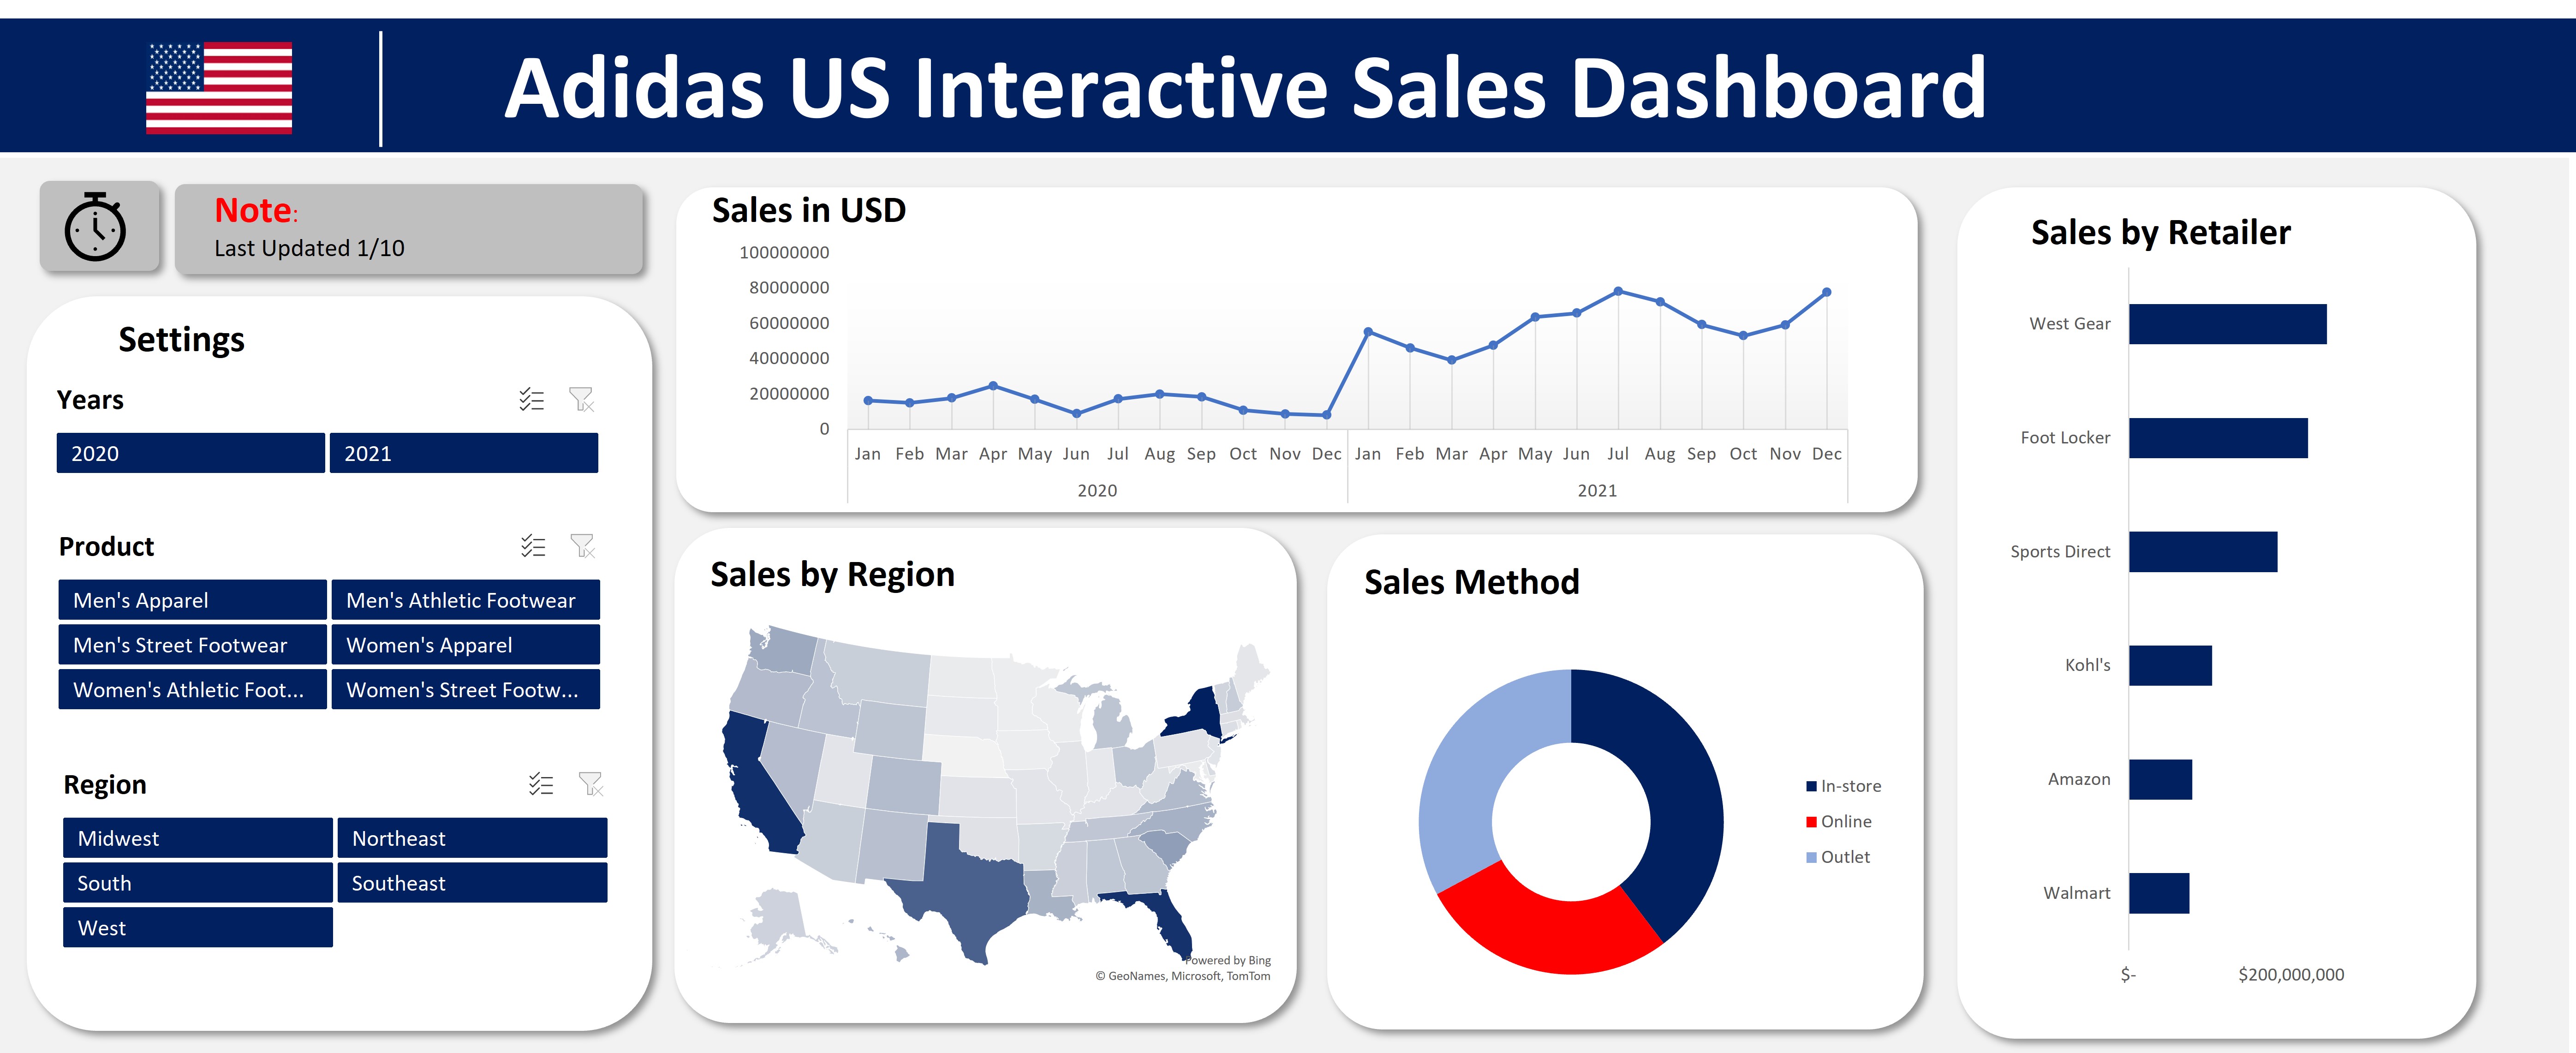 Adidas US Interactive Sales Dashboard
Note:
Last Updated 1/10
Settings
Years
2020 2021
Product
Men's Apparel Men's Athletic Footwear
Men's Street Footwear Women's Apparel
Women's Athletic Foot... Women's Street Footw...
Region
Midwest Northeast
South Southeast
West
Sales in USD
100000000
80000000
60000000
40000000
20000000
0
Jan Feb Mar Apr May Jun Jul Aug Sep Oct Nov Dec Jan Feb Mar Apr May Jun Jul Aug Sep Oct Nov Dec
2020 2021
Sales by Region
Powered by Bing
© GeoNames, Microsoft, TomTom
Sales Method
In-store
Online
Outlet
Sales by Retailer
West Gear
Foot Locker
Sports Direct
Kohl's
Amazon
Walmart
$- $200,000,000